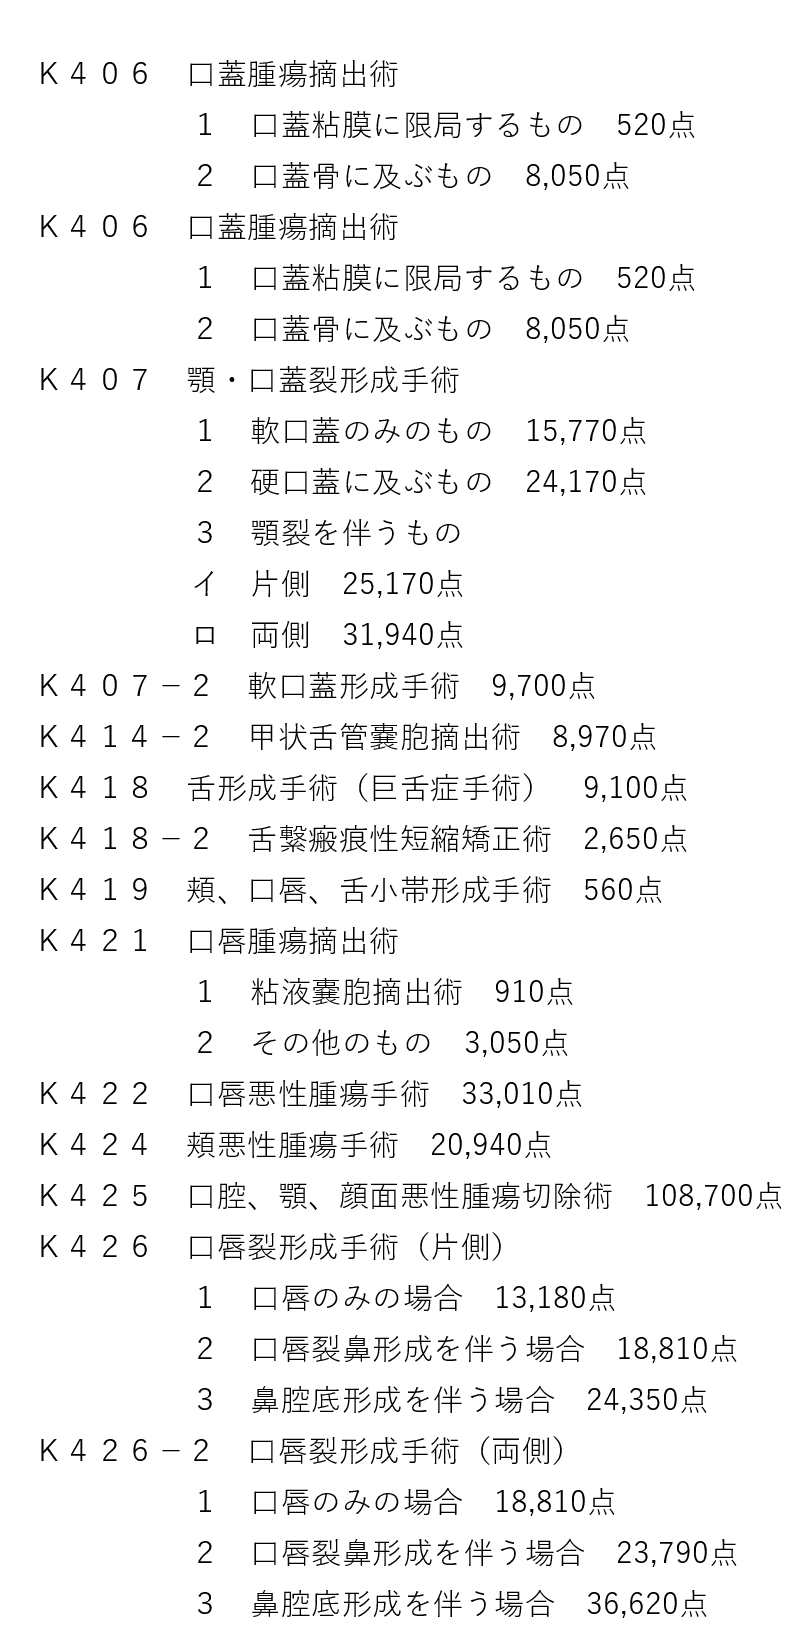 Ｋ４０６　口蓋腫瘍摘出術
１　口蓋粘膜に限局するもの　520点
２　口蓋骨に及ぶもの　8,050点
Ｋ４０６　口蓋腫瘍摘出術
１　口蓋粘膜に限局するもの　520点
２　口蓋骨に及ぶもの　8,050点
Ｋ４０７　顎・口蓋裂形成手術
１　軟口蓋のみのもの　15,770点
２　硬口蓋に及ぶもの　24,170点
３　顎裂を伴うもの
イ　片側　25,170点
ロ　両側　31,940点
Ｋ４０７－２　軟口蓋形成手術　9,700点
Ｋ４１４－２　甲状舌管嚢胞摘出術　8,970点
Ｋ４１８　舌形成手術（巨舌症手術）　9,100点
Ｋ４１８－２　舌繋瘢痕性短縮矯正術　2,650点
Ｋ４１９　頬、口唇、舌小帯形成手術　560点
Ｋ４２１　口唇腫瘍摘出術
１　粘液嚢胞摘出術　910点
２　その他のもの　3,050点
Ｋ４２２　口唇悪性腫瘍手術　33,010点
Ｋ４２４　頬悪性腫瘍手術　20,940点
Ｋ４２５　口腔、顎、顔面悪性腫瘍切除術　108,700点
Ｋ４２６　口唇裂形成手術（片側）
１　口唇のみの場合　13,180点
２　口唇裂鼻形成を伴う場合　18,810点
３　鼻腔底形成を伴う場合　24,350点
Ｋ４２６－２　口唇裂形成手術（両側）
１　口唇のみの場合　18,810点
２　口唇裂鼻形成を伴う場合　23,790点
３　鼻腔底形成を伴う場合　36,620点